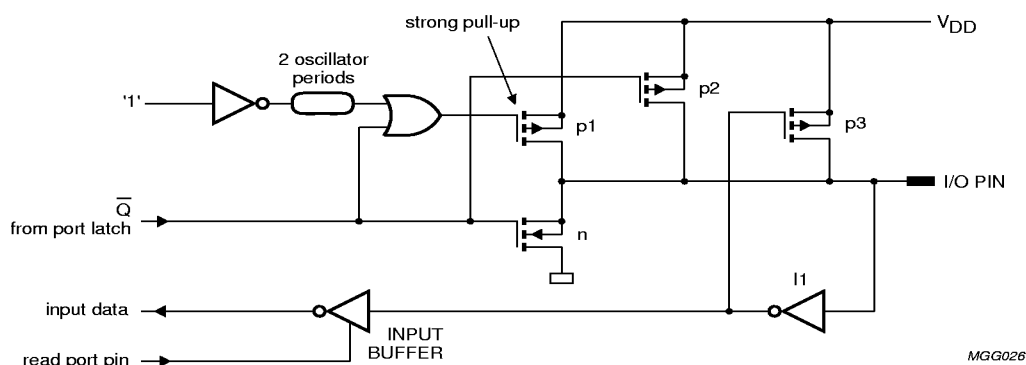 strong pull-up
VDD
2 oscillator
periods
'1'
p2
p1
p3
I/O PIN
Q
from port latch
n
I1
input data
INPUT
BUFFER
read port pin
MGG026